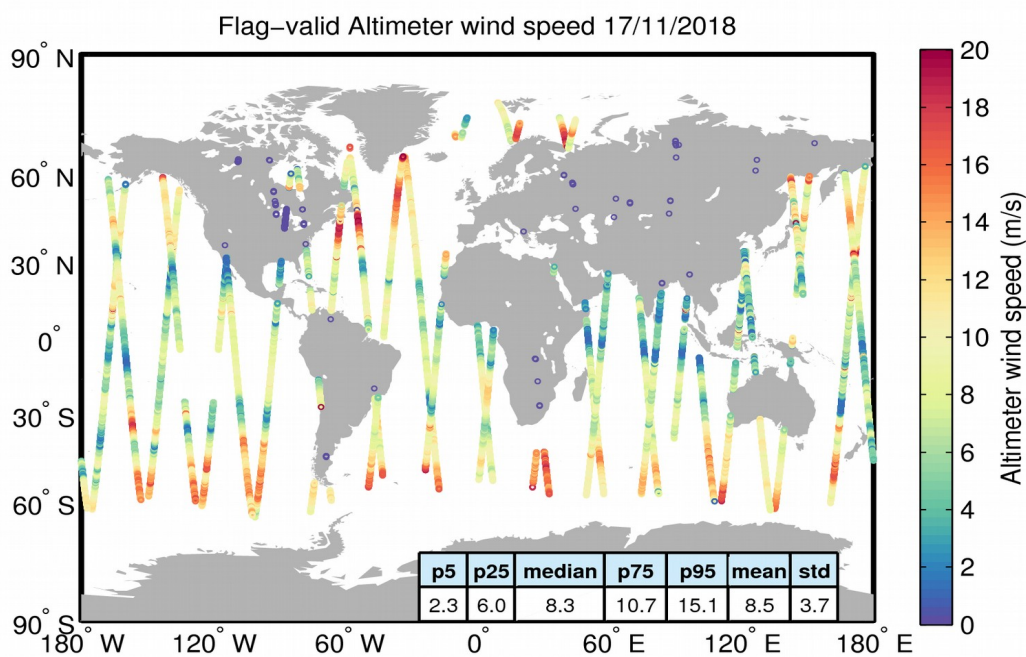 Flag−valid Altimeter wind speed 17/11/2018
90° N
60° N
30° N
0°
30° S
60° S
90° S
180° W
120° W
60° W
0°
60° E
120° E
180° E
p5 p25 median p75 p95 mean std
2.3 6.0 8.3 10.7 15.1 8.5 3.7
20
18
16
14
12
10
8
6
4
2
0
Altimeter wind speed (m/s)